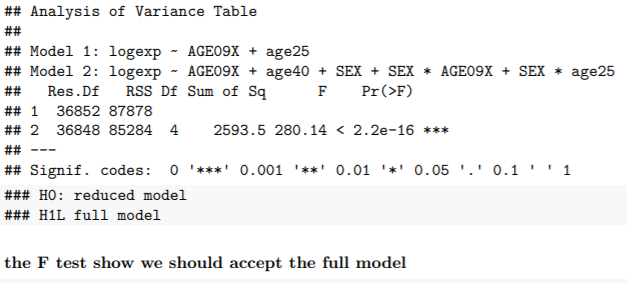 ## Analysis of Variance Table
##
## Model 1: logexp ~ AGE09X + age25
## Model 2: logexp ~ AGE09X + age40 + SEX + SEX * AGE09X + SEX * age25
##   Res.Df   RSS Df Sum of Sq      F    Pr(>F)
## 1  36852 87878
## 2  36848 85284  4    2593.5 280.14 < 2.2e-16 ***
## ---
## Signif. codes:  0 '***' 0.001 '**' 0.01 '*' 0.05 '.' 0.1 ' ' 1
### H0: reduced model
### H1L full model
the F test show we should accept the full model